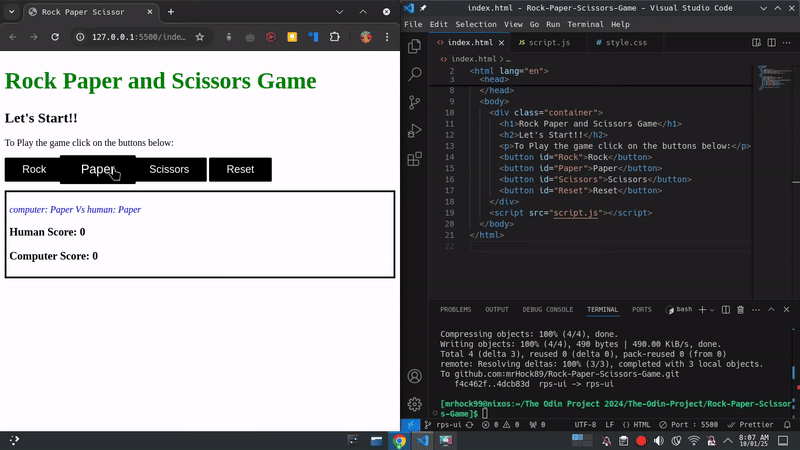 Rock Paper Scissor
127.0.0.1:5500/inde…
Rock Paper and Scissors Game
Let's Start!!
To Play the game click on the buttons below:
Rock Paper Scissors Reset
computer: Paper Vs human: Paper
Human Score: 0
Computer Score: 0
index.html - Rock-Paper-Scissors-Game - Visual Studio Code
File Edit Selection View Go Run Terminal Help
index.html script.js style.css
index.html > …
2 <html lang="en">
3 <head>
8 </head>
9 <body>
10 <div class="container">
11 <h1>Rock Paper and Scissors Game</h1>
12 <h2>Let's Start!!</h2>
13 <p>To Play the game click on the buttons below:</p>
14 <button id="Rock">Rock</button>
15 <button id="Paper">Paper</button>
16 <button id="Scissors">Scissors</button>
17 <button id="Reset">Reset</button>
18 </div>
19 <script src="script.js"></script>
20 </body>
21 </html>
22
PROBLEMS OUTPUT DEBUG CONSOLE TERMINAL PORTS bash
Compressing objects: 100% (4/4), done.
Writing objects: 100% (4/4), 490 bytes | 490.00 KiB/s, done.
Total 4 (delta 3), reused 0 (delta 0), pack-reused 0 (from 0)
remote: Resolving deltas: 100% (3/3), completed with 3 local objects.
To github.com:mrHock89/Rock-Paper-Scissors-Game.git
f4c462f..4dcb83d rps-ui -> rps-ui
[mrhock99@nixos:~/The Odin Project 2024/The-Odin-Project/Rock-Paper-Scissor
s-Game]$
rps-ui 0 0 0 UTF-8 LF HTML Port : 5500 Prettier
8:07 AM
10/01/25